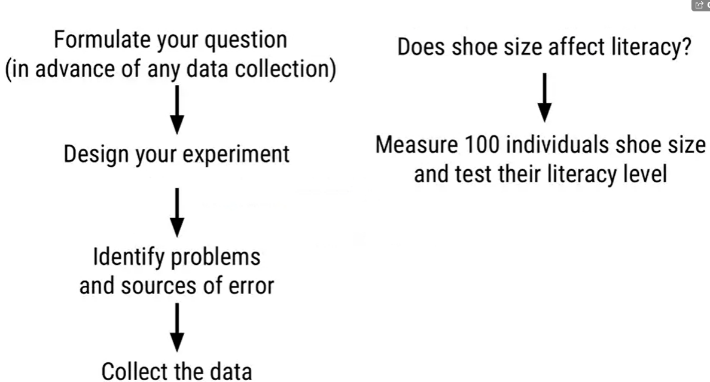 Formulate your question
(in advance of any data collection)
Design your experiment
Identify problems
and sources of error
Collect the data
Does shoe size affect literacy?
Measure 100 individuals shoe size
and test their literacy level